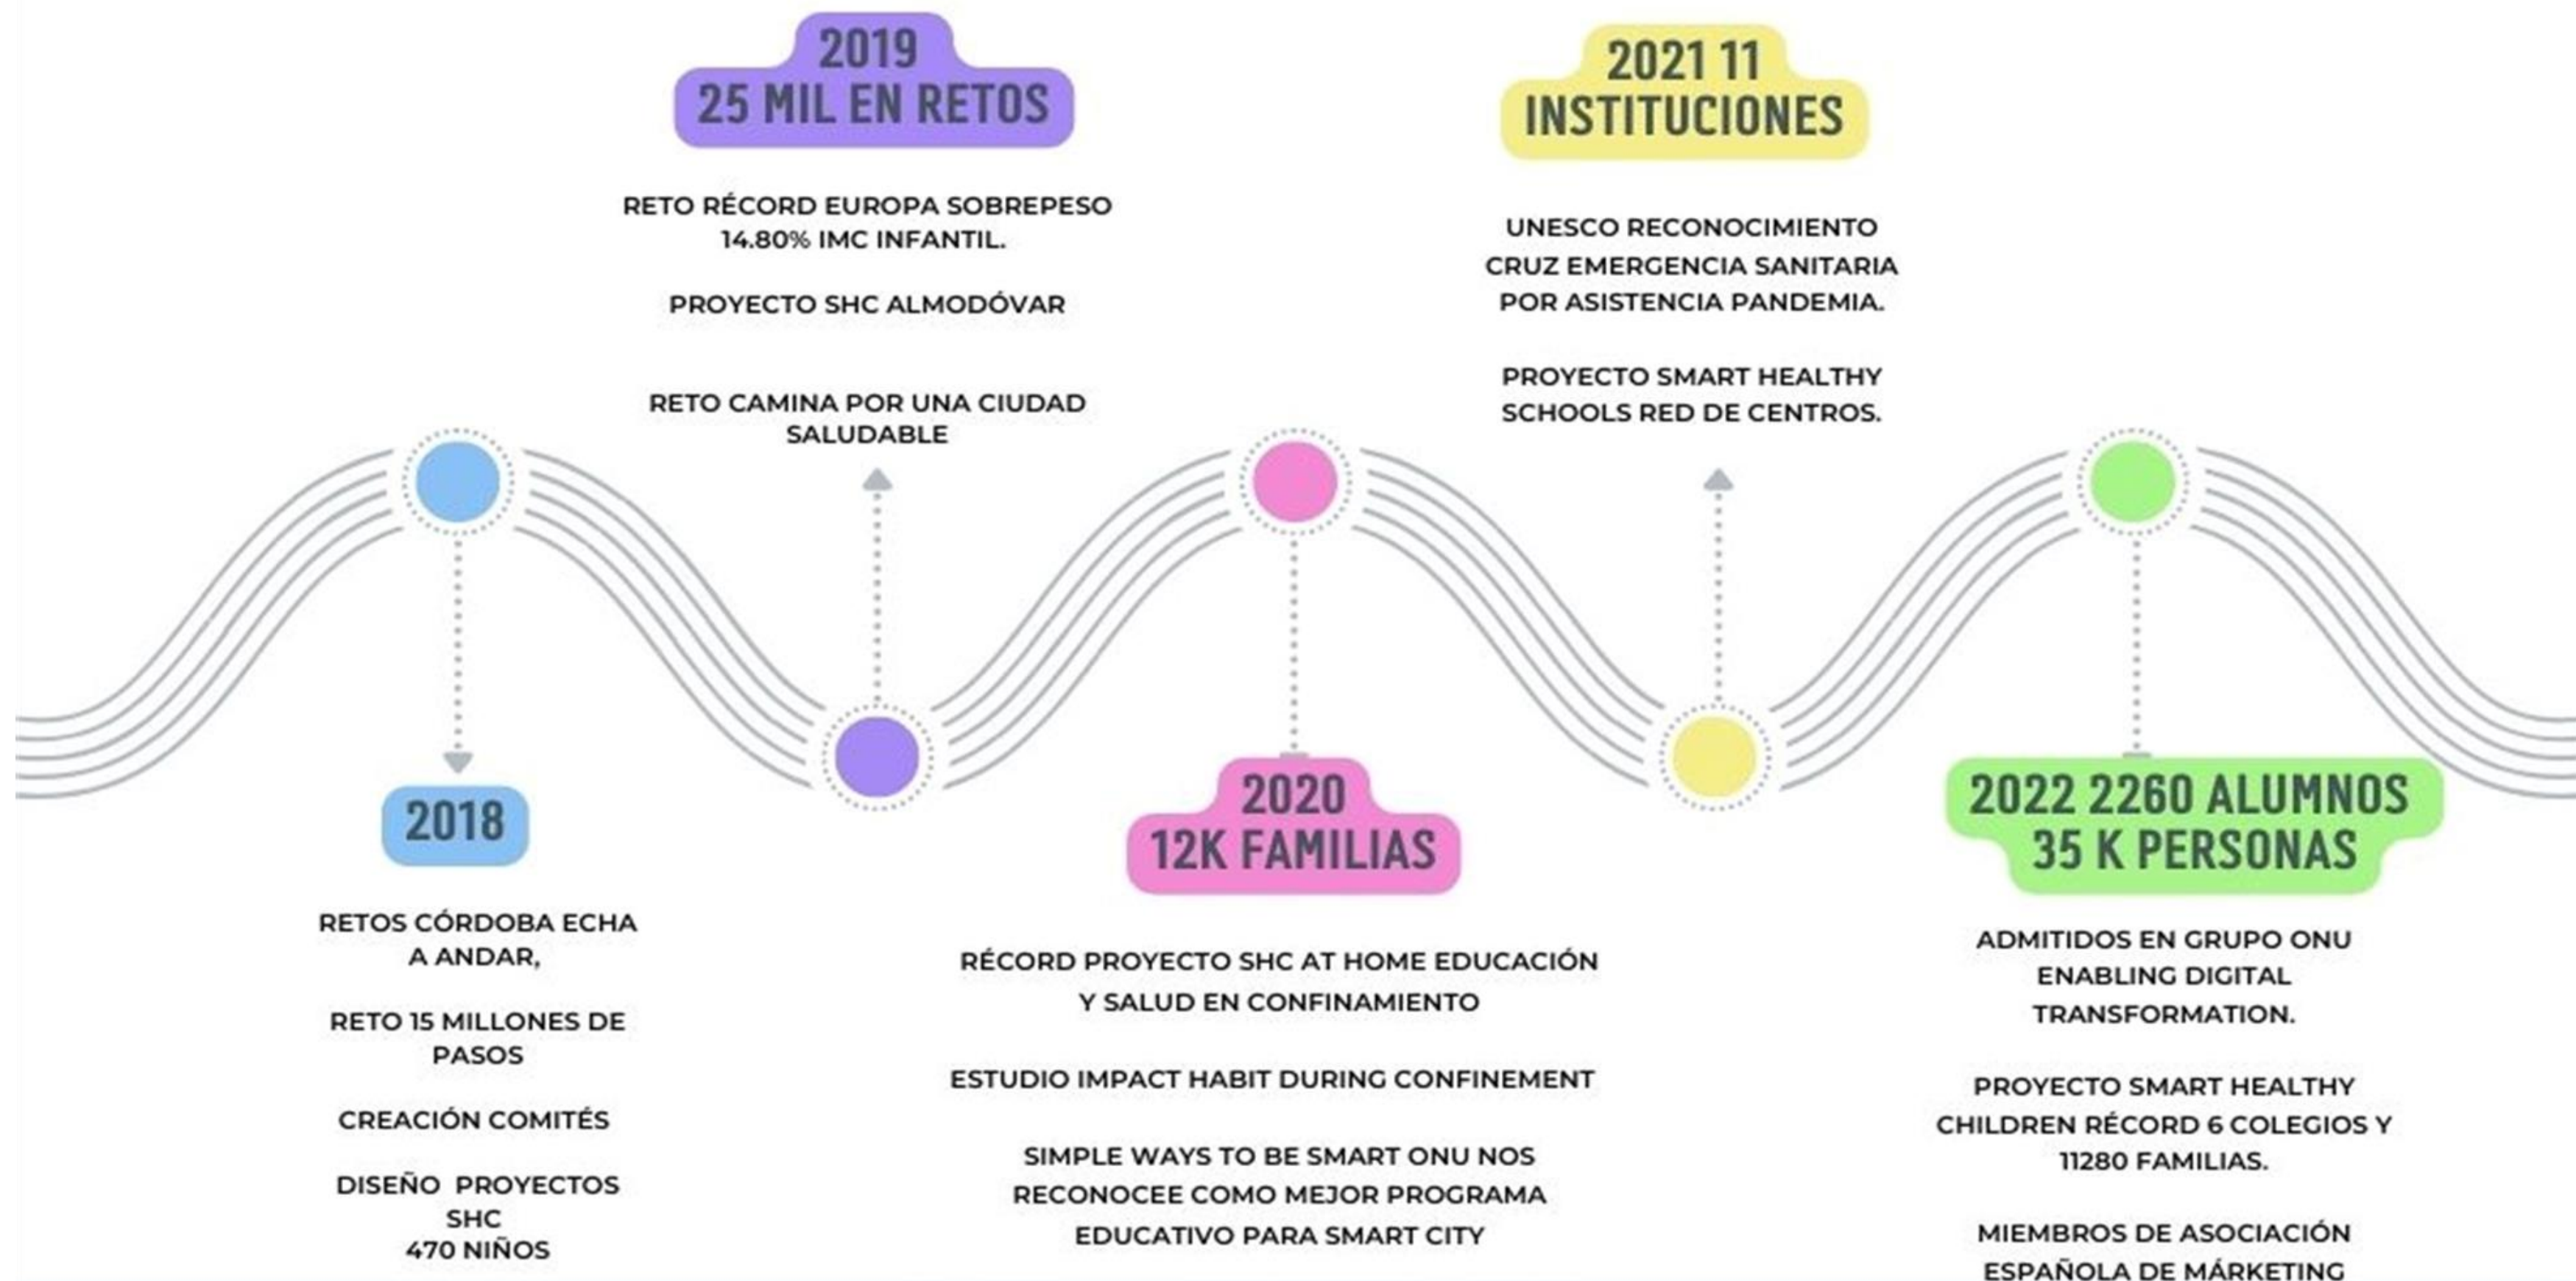 2018
RETOS CÓRDOBA ECHA
A ANDAR,
RETO 15 MILLONES DE
PASOS
CREACIÓN COMITÉS
DISEÑO PROYECTOS
SHC
470 NIÑOS
2019
25 MIL EN RETOS
RETO RÉCORD EUROPA SOBREPESO
14.80% IMC INFANTIL.
PROYECTO SHC ALMODÓVAR
RETO CAMINA POR UNA CIUDAD
SALUDABLE
2020
12K FAMILIAS
RÉCORD PROYECTO SHC AT HOME EDUCACIÓN
Y SALUD EN CONFINAMIENTO
ESTUDIO IMPACT HABIT DURING CONFINEMENT
SIMPLE WAYS TO BE SMART ONU NOS
RECONOCEE COMO MEJOR PROGRAMA
EDUCATIVO PARA SMART CITY
2021 11
INSTITUCIONES
UNESCO RECONOCIMIENTO
CRUZ EMERGENCIA SANITARIA
POR ASISTENCIA PANDEMIA.
PROYECTO SMART HEALTHY
SCHOOLS RED DE CENTROS.
2022 2260 ALUMNOS
35 K PERSONAS
ADMITIDOS EN GRUPO ONU
ENABLING DIGITAL
TRANSFORMATION.
PROYECTO SMART HEALTHY
CHILDREN RÉCORD 6 COLEGIOS Y
11280 FAMILIAS.
MIEMBROS DE ASOCIACIÓN
ESPAÑOLA DE MÁRKETING